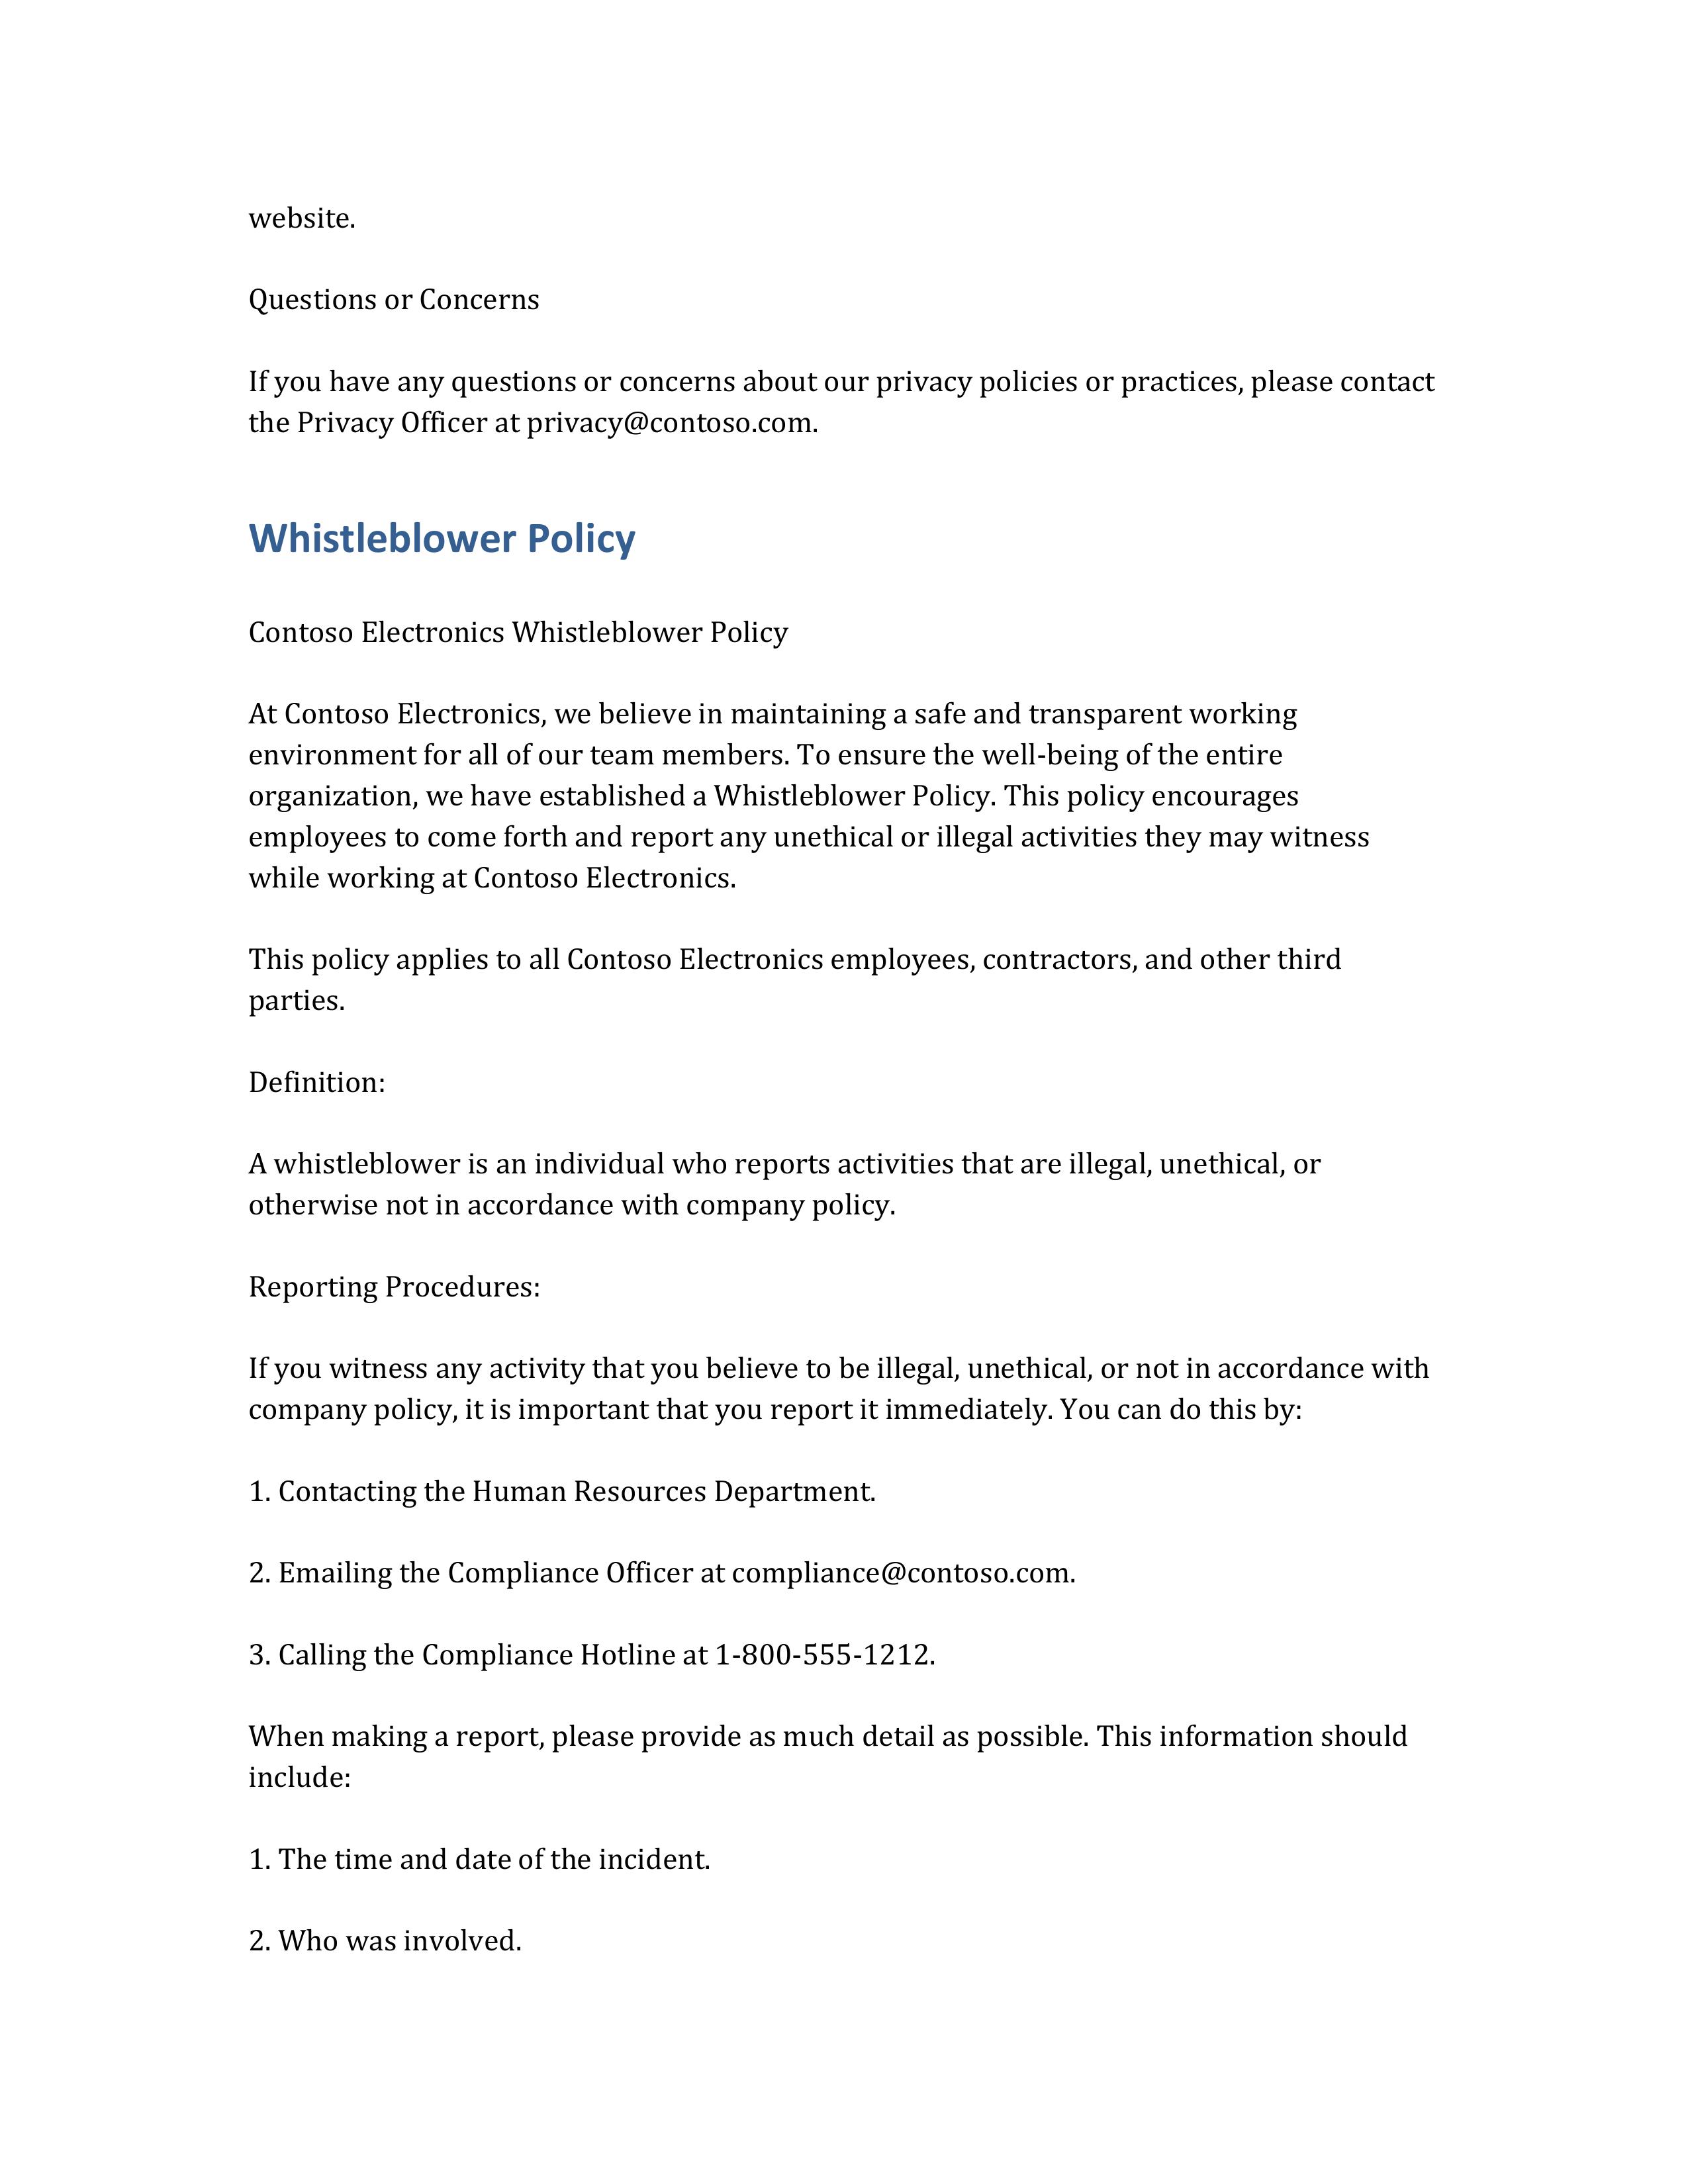 website.
Questions or Concerns
If you have any questions or concerns about our privacy policies or practices, please contact
the Privacy Officer at privacy@contoso.com.
Whistleblower Policy
Contoso Electronics Whistleblower Policy
At Contoso Electronics, we believe in maintaining a safe and transparent working
environment for all of our team members. To ensure the well-being of the entire
organization, we have established a Whistleblower Policy. This policy encourages
employees to come forth and report any unethical or illegal activities they may witness
while working at Contoso Electronics.
This policy applies to all Contoso Electronics employees, contractors, and other third
parties.
Definition:
A whistleblower is an individual who reports activities that are illegal, unethical, or
otherwise not in accordance with company policy.
Reporting Procedures:
If you witness any activity that you believe to be illegal, unethical, or not in accordance with
company policy, it is important that you report it immediately. You can do this by:
1. Contacting the Human Resources Department.
2. Emailing the Compliance Officer at compliance@contoso.com.
3. Calling the Compliance Hotline at 1-800-555-1212.
When making a report, please provide as much detail as possible. This information should
include:
1. The time and date of the incident.
2. Who was involved.